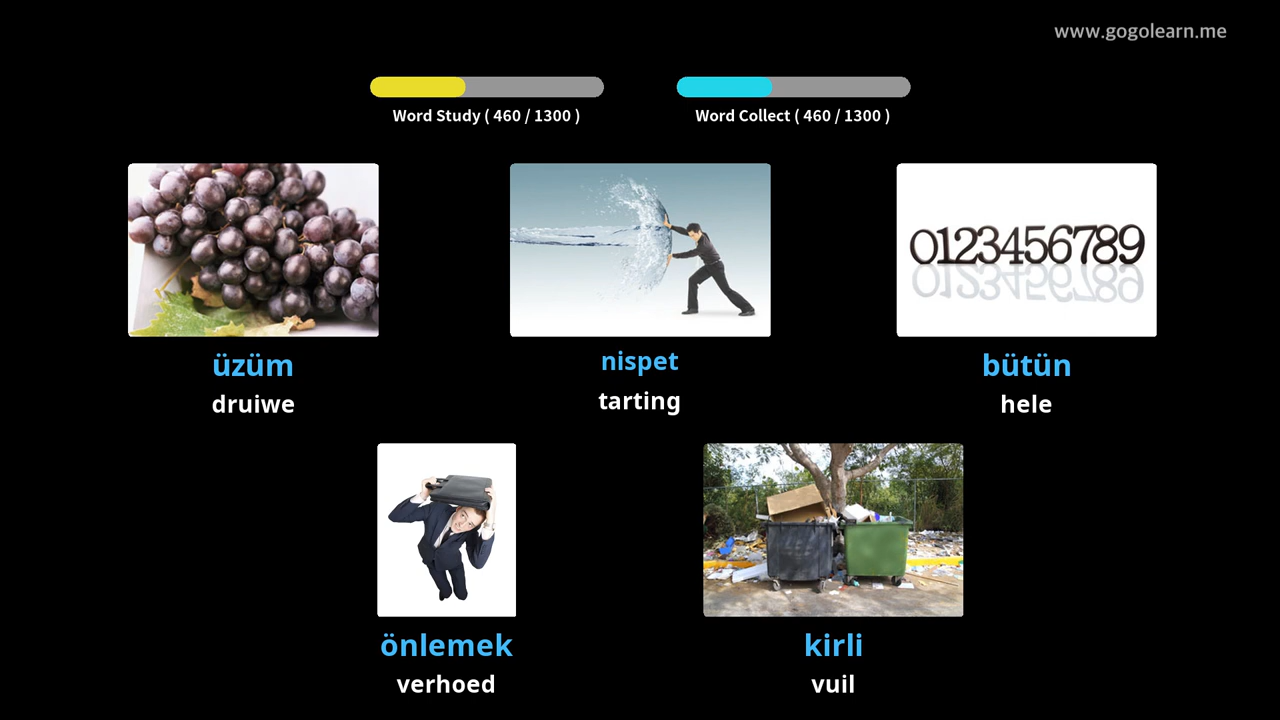 www.gogolearn.me
Word Study ( 460 / 1300 )
Word Collect ( 460 / 1300 )
0123456789
üzüm
druiwe
nispet
tarting
bütün
hele
önlemek
verhoed
kirli
vuil